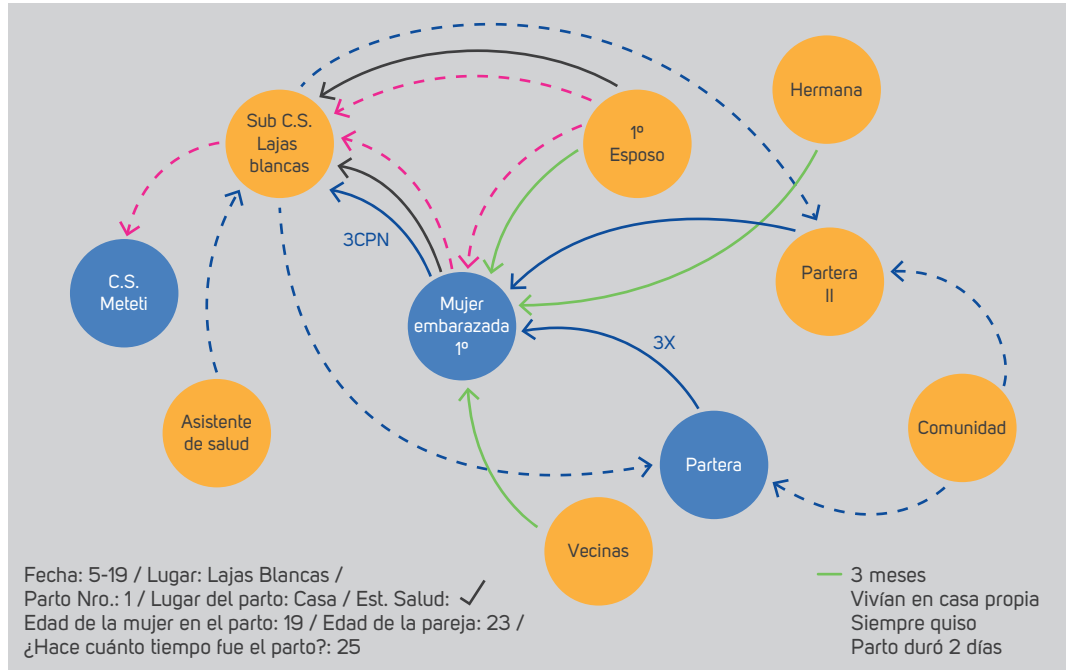 Hermana
Sub C.S.
Lajas
blancas
1º
Esposo
3CPN
C.S.
Meteti
Mujer
embarazada
1º
Partera
II
3X
Asistente
de salud
Comunidad
Partera
Vecinas
Fecha: 5-19 / Lugar: Lajas Blancas /
Parto Nro.: 1 / Lugar del parto: Casa / Est. Salud: ✓
Edad de la mujer en el parto: 19 / Edad de la pareja: 23 /
¿Hace cuánto tiempo fue el parto?: 25
3 meses
Vivían en casa propia
Siempre quiso
Parto duró 2 días